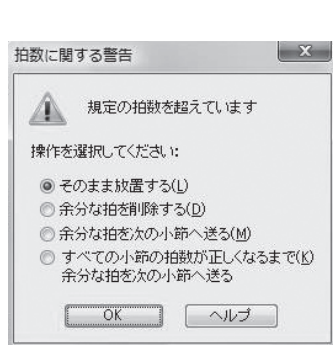 拍数に関する警告
規定の拍数を超えています
操作を選択してください:
そのまま放置する(L)
余分な拍を削除する(D)
余分な拍を次の小節へ送る(M)
すべての小節の拍数が正しくなるまで(K)
余分な拍を次の小節へ送る
OK ヘルプ